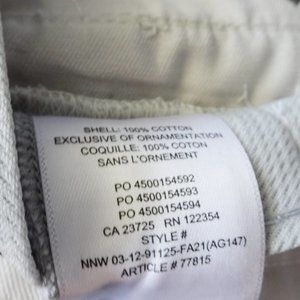 SHELL: 100% COTTON
EXCLUSIVE OF ORNAMENTATION
COQUILLE: 100% COTON
SANS L'ORNEMENT
PO 4500154592
PO 4500154593
PO 4500154594
CA 23725 RN 122354
STYLE #
NNW 03-12-91125-FA21(AG147)
ARTICLE # 77815